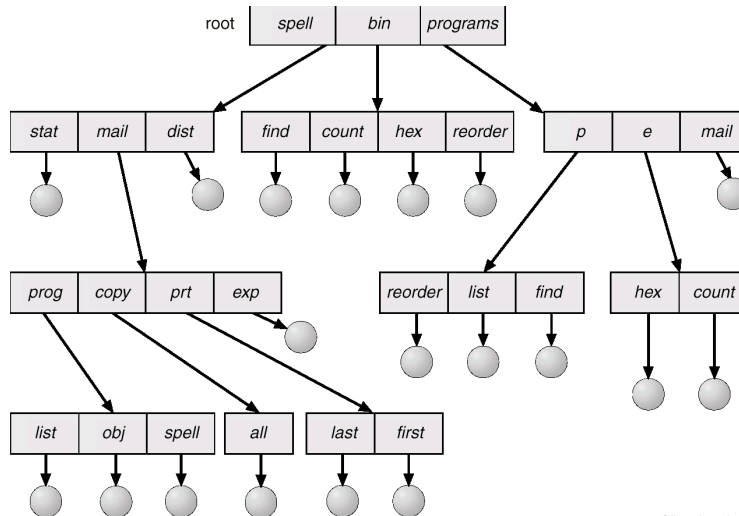 root spell bin programs
stat mail dist find count hex reorder p e mail
prog copy prt exp reorder list find hex count
list obj spell all last first